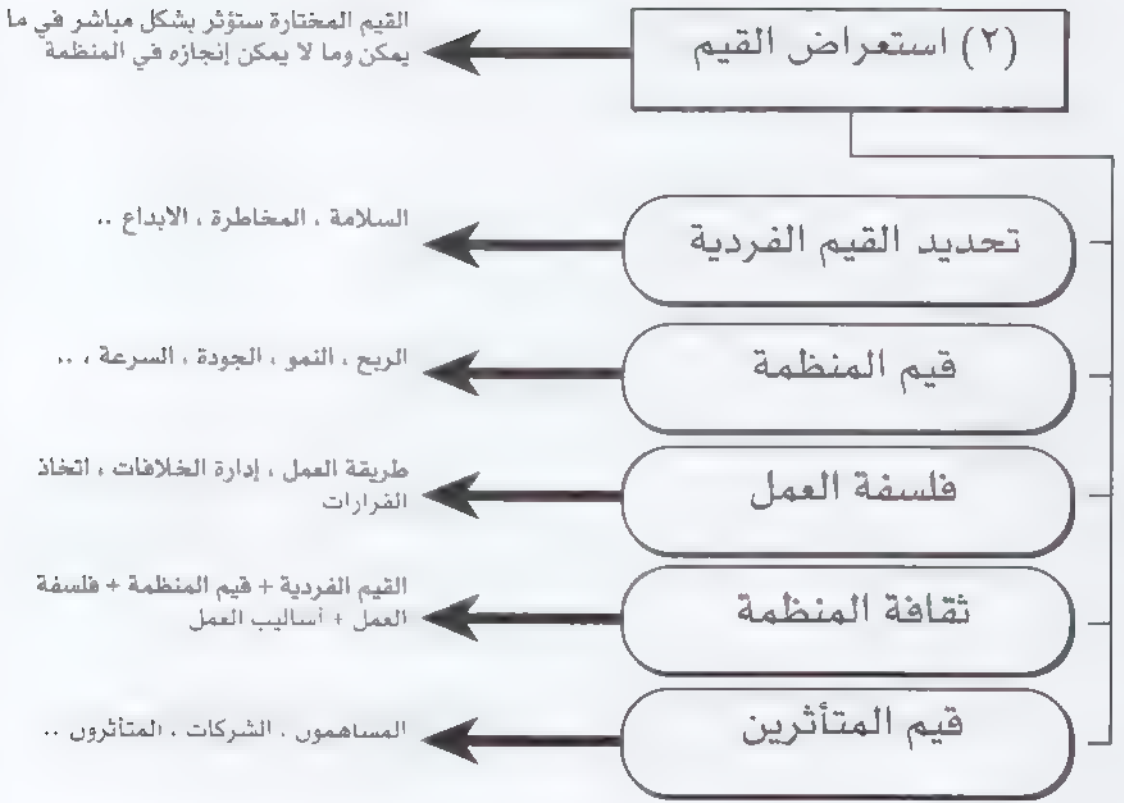 (٢) استعراض القيم
القيم المختارة ستؤثر بشكل مباشر في ما
يمكن وما لا يمكن إنجازه في المنظمة
تحديد القيم الفردية
السلامة ، المخاطرة ، الابداع ..
قيم المنظمة
الربح ، النمو ، الجودة ، السرعة ، ..
فلسفة العمل
طريقة العمل ، إدارة الخلافات ، اتخاذ
القرارات
ثقافة المنظمة
القيم الفردية + قيم المنظمة + فلسفة
العمل + أساليب العمل
قيم المتأثرين
المساهمون ، الشركات ، المتأثرون ..